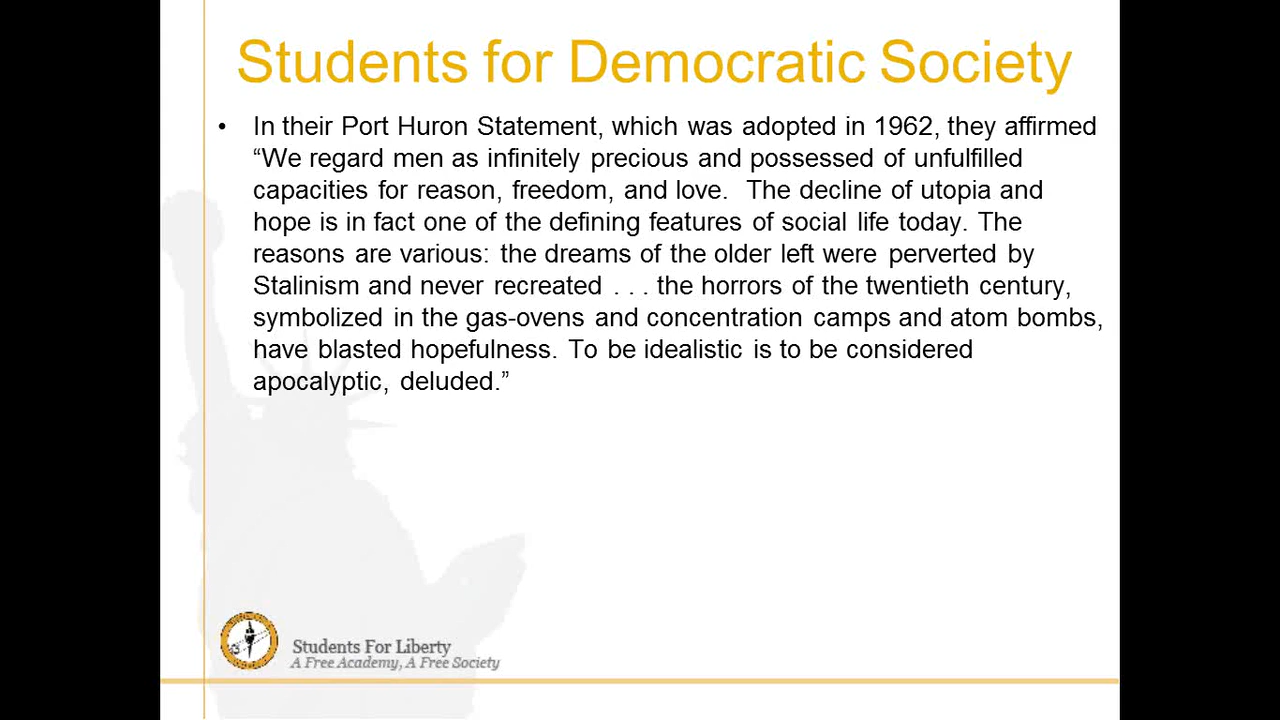 Students for Democratic Society
• In their Port Huron Statement, which was adopted in 1962, they affirmed
“We regard men as infinitely precious and possessed of unfulfilled
capacities for reason, freedom, and love.  The decline of utopia and
hope is in fact one of the defining features of social life today. The
reasons are various: the dreams of the older left were perverted by
Stalinism and never recreated . . . the horrors of the twentieth century,
symbolized in the gas-ovens and concentration camps and atom bombs,
have blasted hopefulness. To be idealistic is to be considered
apocalyptic, deluded.”
Students For Liberty
A Free Academy, A Free Society